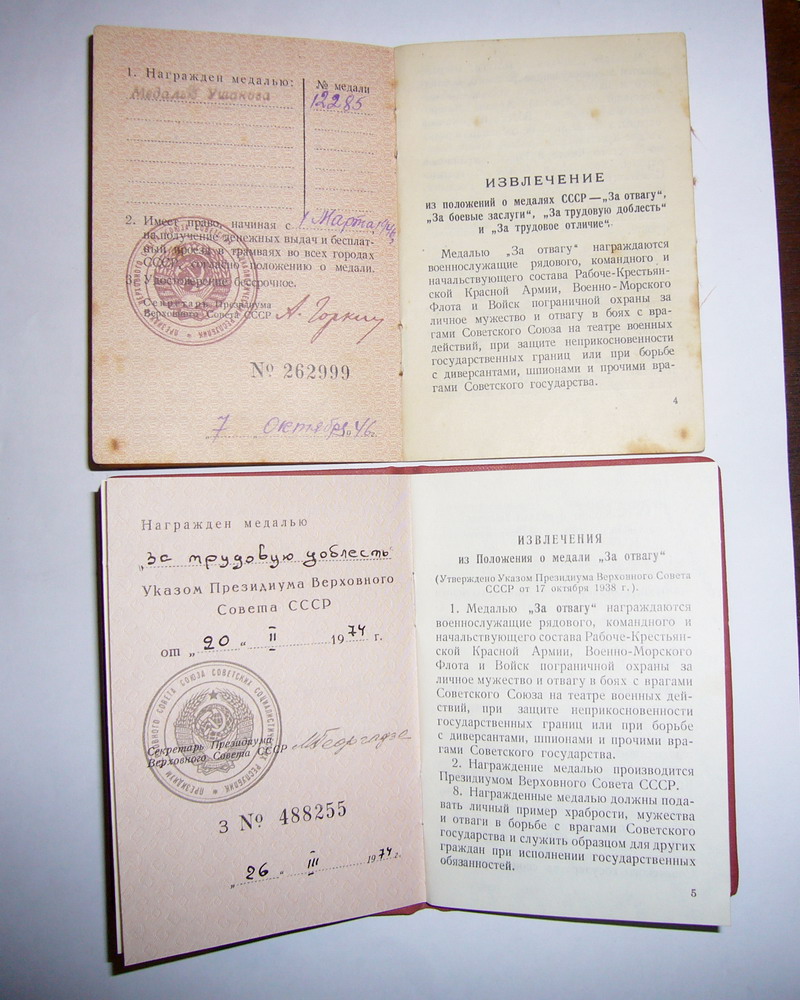 1. Награжден медалью:
№ медали
Медалью Ушакова
12285
2. Имеет право, начиная с 1 Марта
на получение денежных выдач и бесплат-
ный проезд в трамваях во всех городах
СССР, согласно положению о медали.
3. Удостоверение бессрочное.
Секретарь Президиума
Верховного Совета СССР А. Горкин
№ 262999
7 Октября 46г.
ИЗВЛЕЧЕНИЕ
из положений о медалях СССР—„За отвагу“,
„За боевые заслуги“, „За трудовую доблесть“
и „За трудовое отличие“.
Медалью „За отвагу“ награждаются
военнослужащие рядового, командного и
начальствующего состава Рабоче-Крестьян-
ской Красной Армии, Военно-Морского
Флота и Войск пограничной охраны за
личное мужество и отвагу в боях с вра-
гами Советского Союза на театре военных
действий, при защите неприкосновенности
государственных границ или при борьбе
с диверсантами, шпионами и прочими вра-
гами Советского государства.
4
Награжден медалью
„За трудовую доблесть“
Указом Президиума Верховного
Совета СССР
от „20“ II 1974 г.
ПРЕЗИДИУМ ВЕРХОВНОГО СОВЕТА СОЮЗА СОВЕТСКИХ СОЦИАЛИСТИЧЕСКИХ РЕСПУБЛИК
Секретарь Президиума
Верховного Совета СССР М Георгадзе
З № 488255
„26“ III 1974 г.
ИЗВЛЕЧЕНИЯ
из Положения о медали „За отвагу“
(Утверждено Указом Президиума Верховного Совета
СССР от 17 октября 1938 г.).
1. Медалью „За отвагу“ награждаются
военнослужащие рядового, командного и
начальствующего состава Рабоче-Крестьян-
ской Красной Армии, Военно-Морского
Флота и Войск пограничной охраны за
личное мужество и отвагу в боях с врагами
Советского Союза на театре военных дей-
ствий, при защите неприкосновенности
государственных границ или при борьбе
с диверсантами, шпионами и прочими вра-
гами Советского государства.
2. Награждение медалью производится
Президиумом Верховного Совета СССР.
8. Награжденные медалью должны пода-
вать личный пример храбрости, мужества
и отваги в борьбе с врагами Советского
государства и служить образцом для других
граждан при исполнении государственных
обязанностей.
5